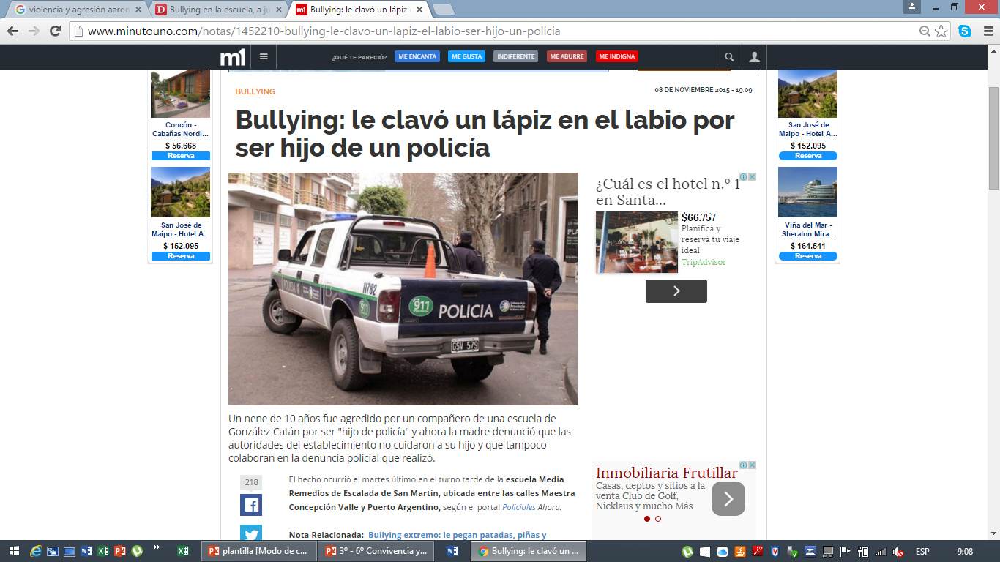 violencia y agresión aaron
Bullying en la escuela, a ju
Bullying: le clavó un lápiz
www.minutouno.com/notas/1452210-bullying-le-clavo-un-lapiz-el-labio-ser-hijo-un-policia
m1
¿QUÉ TE PARECIÓ?
ME ENCANTA
ME GUSTA
INDIFERENTE
ME ABURRE
ME INDIGNA
BULLYING
08 DE NOVIEMBRE 2015 - 19:09
Bullying: le clavó un lápiz en el labio por
ser hijo de un policía
Concón -
Cabañas Nordi...
$ 56.668
Reserva
San José de
Maipo - Hotel A...
$ 152.095
Reserva
11782
POLICIA
911
911
POLICIA
GSV 579
¿Cuál es el hotel n.º 1
en Santa...
$66.757
Planificá y
reservá tu viaje
ideal
TripAdvisor
San José de
Maipo - Hotel A...
$ 152.095
Reserva
Viña del Mar -
Sheraton Mira...
$ 164.541
Reserva
Un nene de 10 años fue agredido por un compañero de una escuela de
González Catán por ser "hijo de policía" y ahora la madre denunció que las
autoridades del establecimiento no cuidaron a su hijo y que tampoco
colaboran en la denuncia policial que realizó.
218
El hecho ocurrió el martes último en el turno tarde de la escuela Media
Remedios de Escalada de San Martín, ubicada entre las calles Maestra
Concepción Valle y Puerto Argentino, según el portal Policiales Ahora.
Nota Relacionada: Bullying extremo: le pegan patadas, piñas y
Inmobiliaria Frutillar
Casas, deptos y sitios a la
venta Club de Golf,
Nicklaus y mucho Más
plantilla [Modo de c...
3º - 6º Convivencia y...
Bullying: le clavó un ...
ESP
9:08